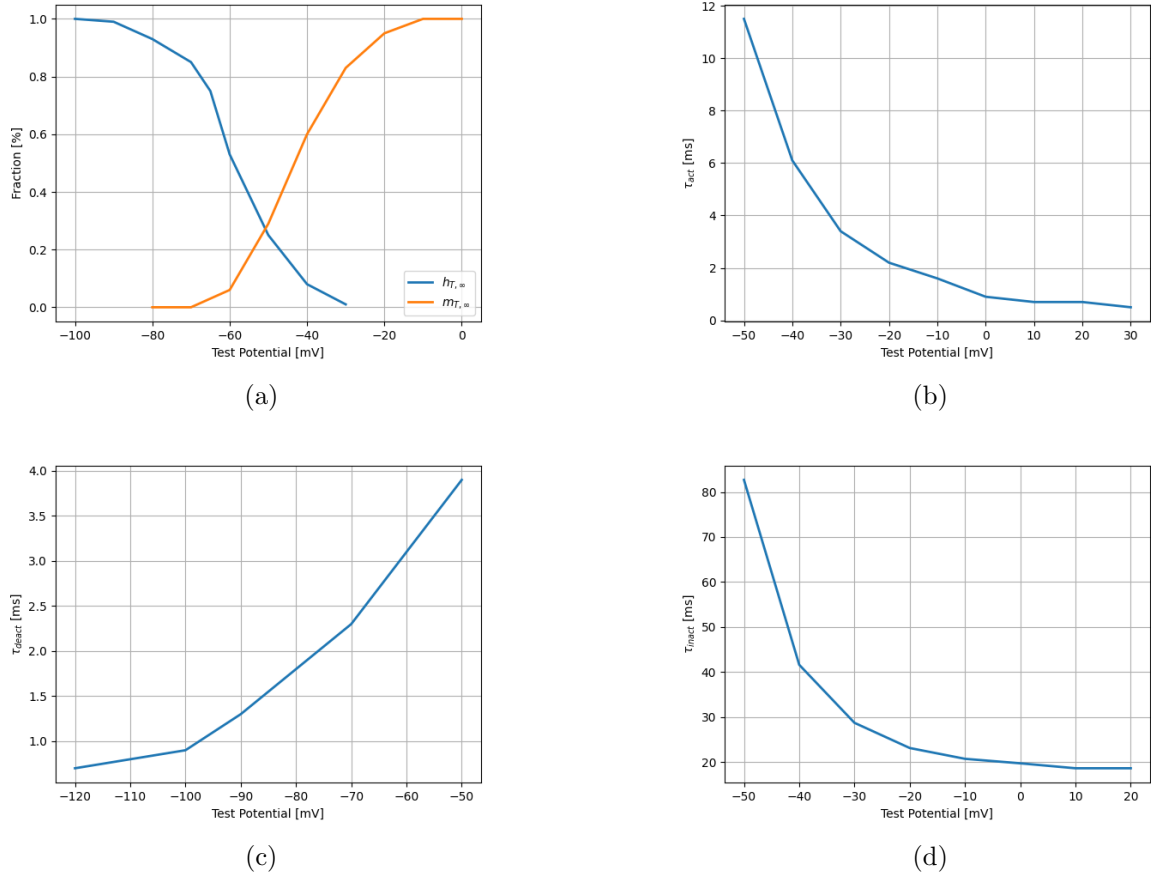 1.0
0.8
0.6
0.4
0.2
0.0
Fraction [%]
h_{T,∞}
m_{T,∞}
−100 −80 −60 −40 −20 0
Test Potential [mV]
(a)
12
10
8
6
4
2
0
τ_{act} [ms]
−50 −40 −30 −20 −10 0 10 20 30
Test Potential [mV]
(b)
4.0
3.5
3.0
2.5
2.0
1.5
1.0
τ_{deact} [ms]
−120 −110 −100 −90 −80 −70 −60 −50
Test Potential [mV]
(c)
80
70
60
50
40
30
20
τ_{inact} [ms]
−50 −40 −30 −20 −10 0 10 20
Test Potential [mV]
(d)